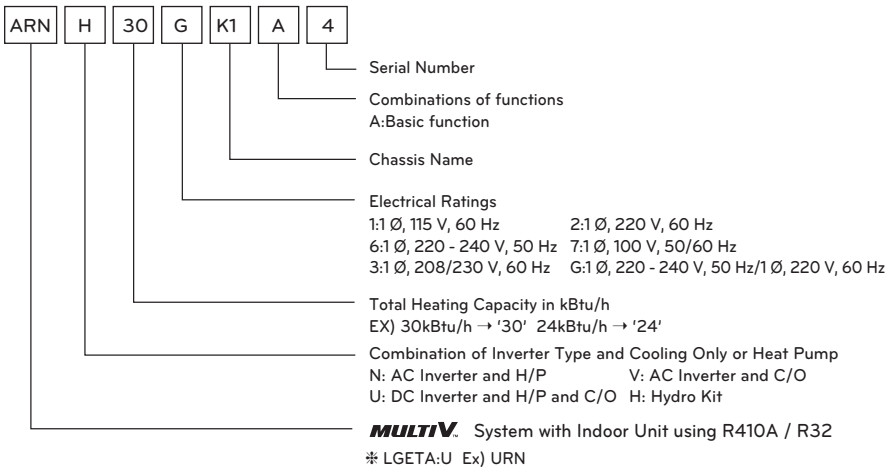 ARN H 30 G K1 A 4
Serial Number
Combinations of functions
A:Basic function
Chassis Name
Electrical Ratings
1:1 Ø, 115 V, 60 Hz 2:1 Ø, 220 V, 60 Hz
6:1 Ø, 220 - 240 V, 50 Hz 7:1 Ø, 100 V, 50/60 Hz
3:1 Ø, 208/230 V, 60 Hz G:1 Ø, 220 - 240 V, 50 Hz/1 Ø, 220 V, 60 Hz
Total Heating Capacity in kBtu/h
EX) 30kBtu/h → '30' 24kBtu/h → '24'
Combination of Inverter Type and Cooling Only or Heat Pump
N: AC Inverter and H/P V: AC Inverter and C/O
U: DC Inverter and H/P and C/O H: Hydro Kit
MULTI V™ System with Indoor Unit using R410A / R32
❈ LGETA:U Ex) URN